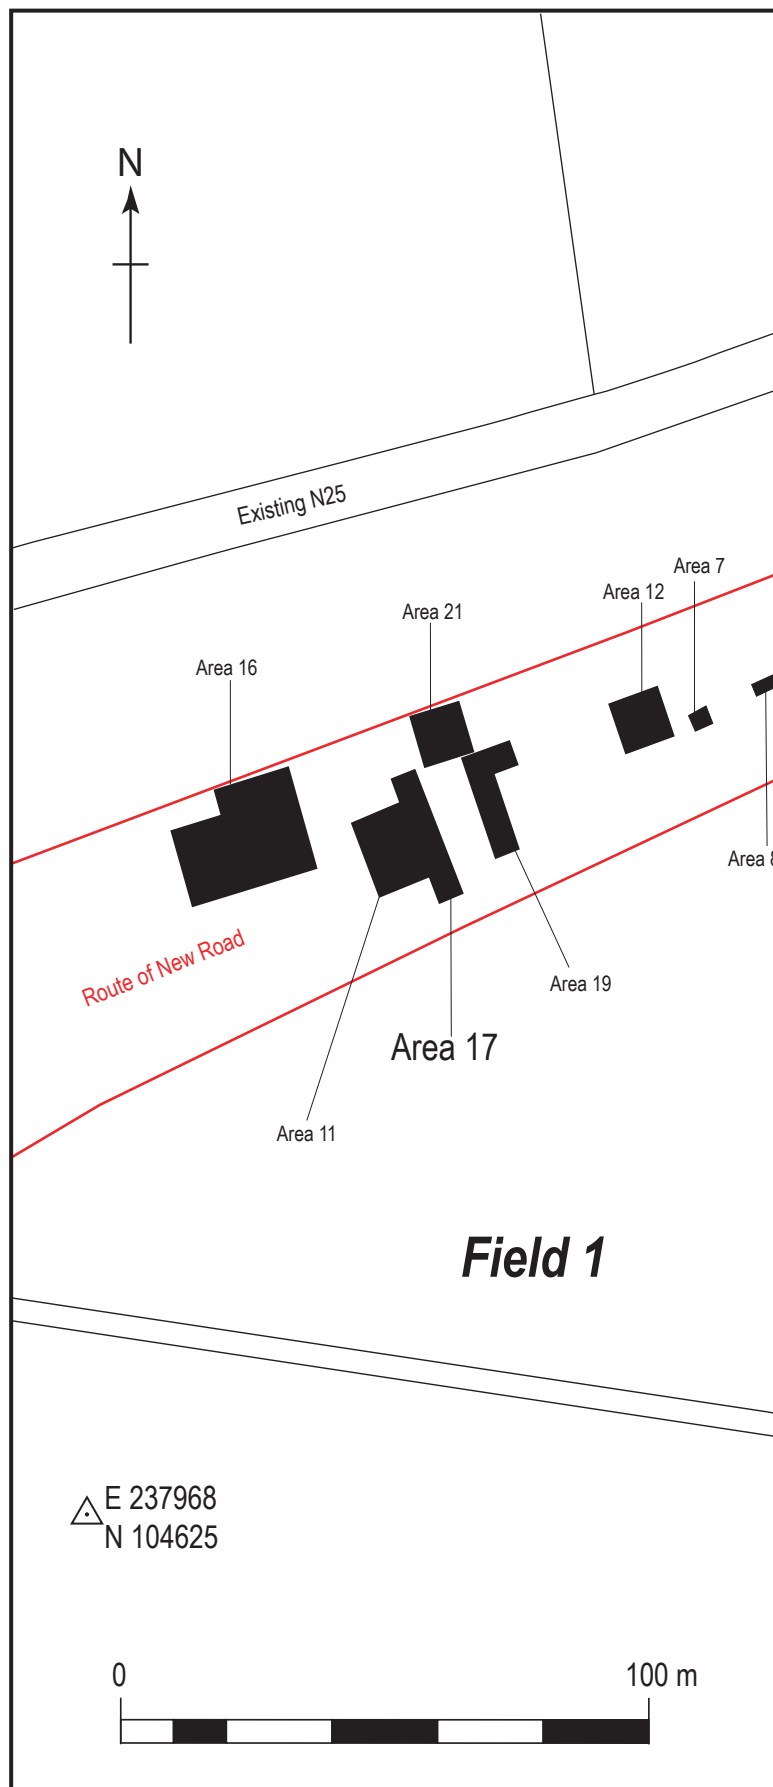 N
Existing N25
Area 7
Area 12
Area 21
Area 16
Area 8
Route of New Road
Area 19
Area 17
Area 11
Field 1
E 237968
N 104625
0
100 m